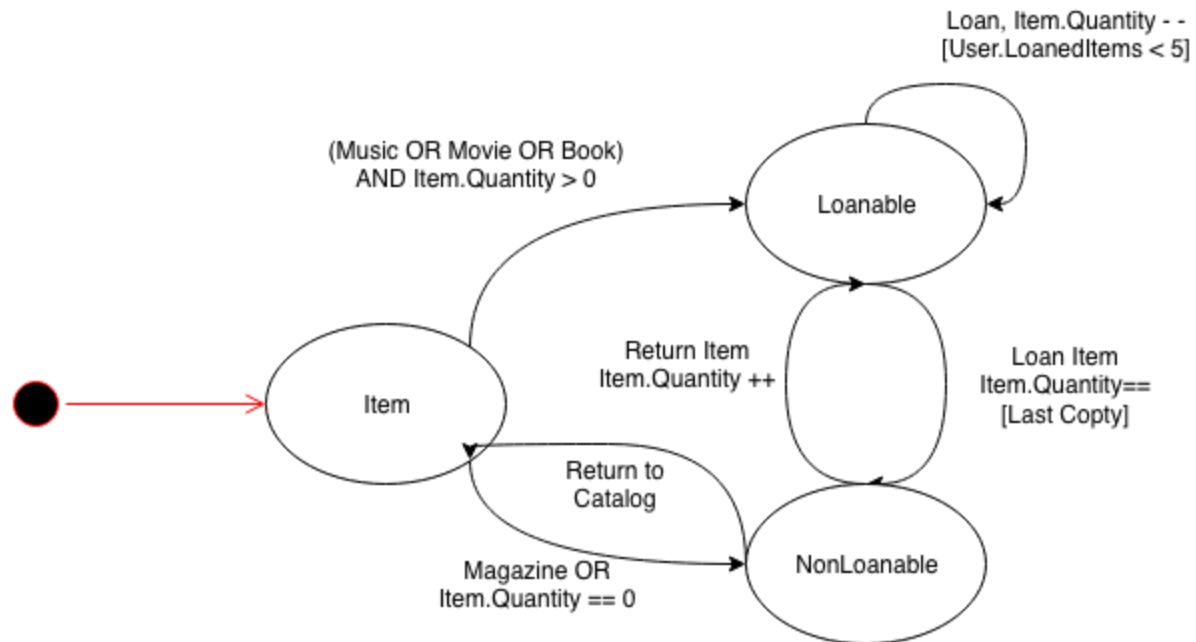 Loan, Item.Quantity - -
[User.LoanedItems < 5]
(Music OR Movie OR Book)
AND Item.Quantity > 0
Loanable
Return Item
Item.Quantity ++
Loan Item
Item.Quantity==
[Last Copty]
Item
Return to
Catalog
NonLoanable
Magazine OR
Item.Quantity == 0